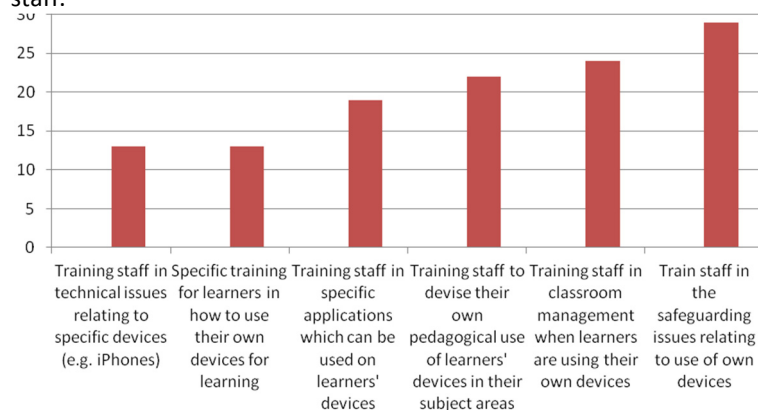 staff.
30
25
20
15
10
5
0
Training staff in
technical issues
relating to
specific devices
(e.g. iPhones)
Specific training
for learners in
how to use
their own
devices for
learning
Training staff in
specific
applications
which can be
used on
learners'
devices
Training staff to
devise their
own
pedagogical use
of learners'
devices in their
subject areas
Training staff in
classroom
management
when learners
are using their
own devices
Train staff in
the
safeguarding
issues relating
to use of own
devices